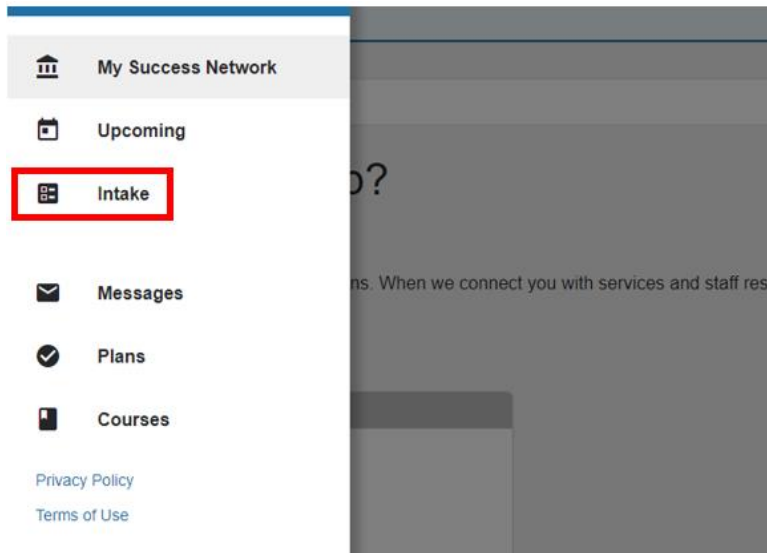 My Success Network
Upcoming
Intake
?
ns. When we connect you with services and staff res
Messages
Plans
Courses
Privacy Policy
Terms of Use